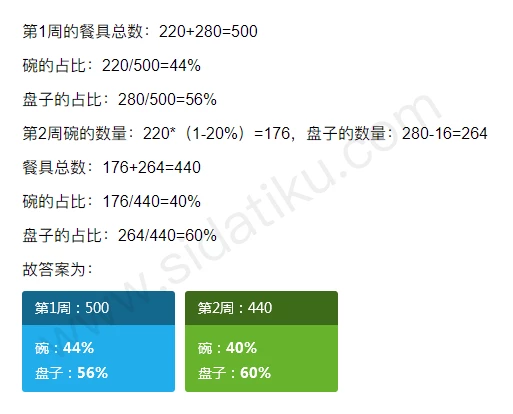 第1周的餐具总数：220+280=500
碗的占比：220/500=44%
盘子的占比：280/500=56%
第2周碗的数量：220*（1-20%）=176，盘子的数量：280-16=264
餐具总数：176+264=440
碗的占比：176/440=40%
盘子的占比：264/440=60%
故答案为：
第1周：500
碗：44%
盘子：56%
第2周：440
碗：40%
盘子：60%
www.sidatiku.com